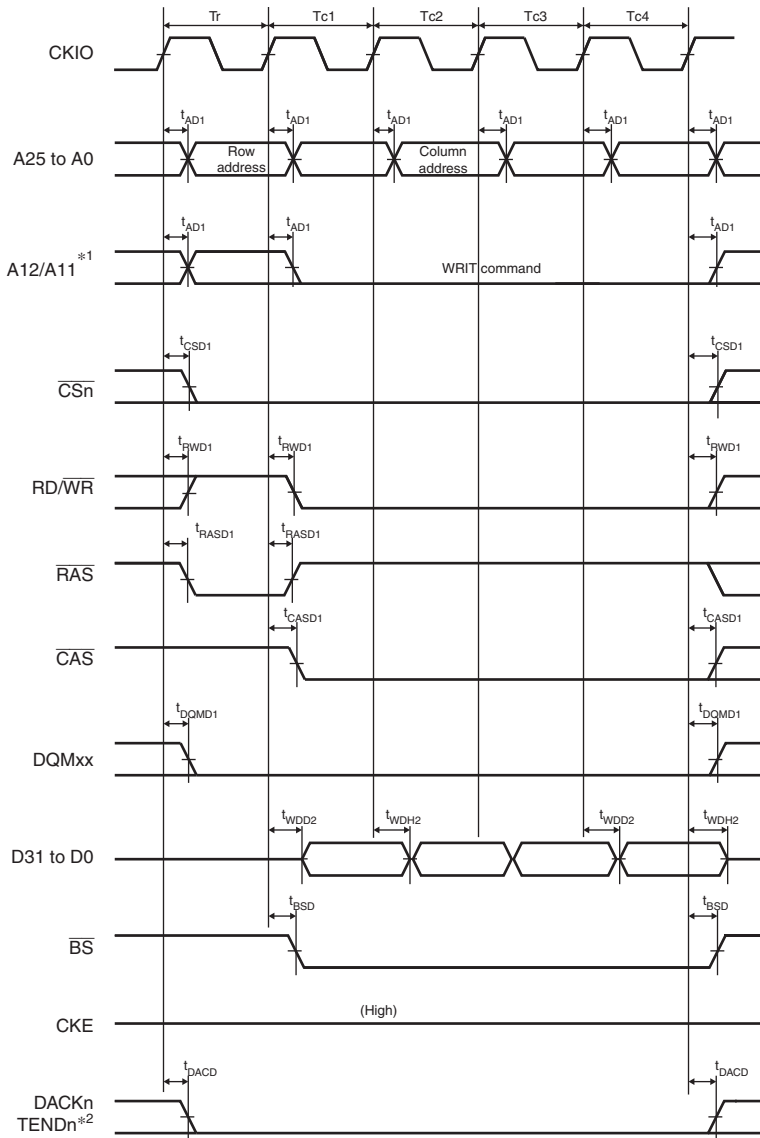 Tr Tc1 Tc2 Tc3 Tc4
CKIO
tAD1 tAD1 tAD1 tAD1 tAD1 tAD1
A25 to A0
Row address
Column address
tAD1 tAD1 tAD1
A12/A11*1
WRIT command
tCSD1 tCSD1
CSn
tRWD1 tRWD1 tRWD1
RD/WR
tRASD1 tRASD1
RAS
tCASD1 tCASD1
CAS
tDQMD1 tDQMD1
DQMxx
tWDD2 tWDH2 tWDD2 tWDH2
D31 to D0
tBSD tBSD
BS
(High)
CKE
tDACD tDACD
DACKn
TENDn*2